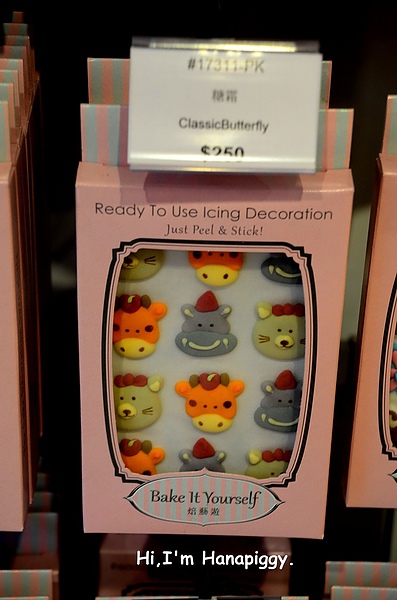 #17311-PK
糖霜
ClassicButterfly
$250
Ready To Use Icing Decoration
Just Peel & Stick!
Bake It Yourself
焙藝遊
Hi,I'm Hanapiggy.